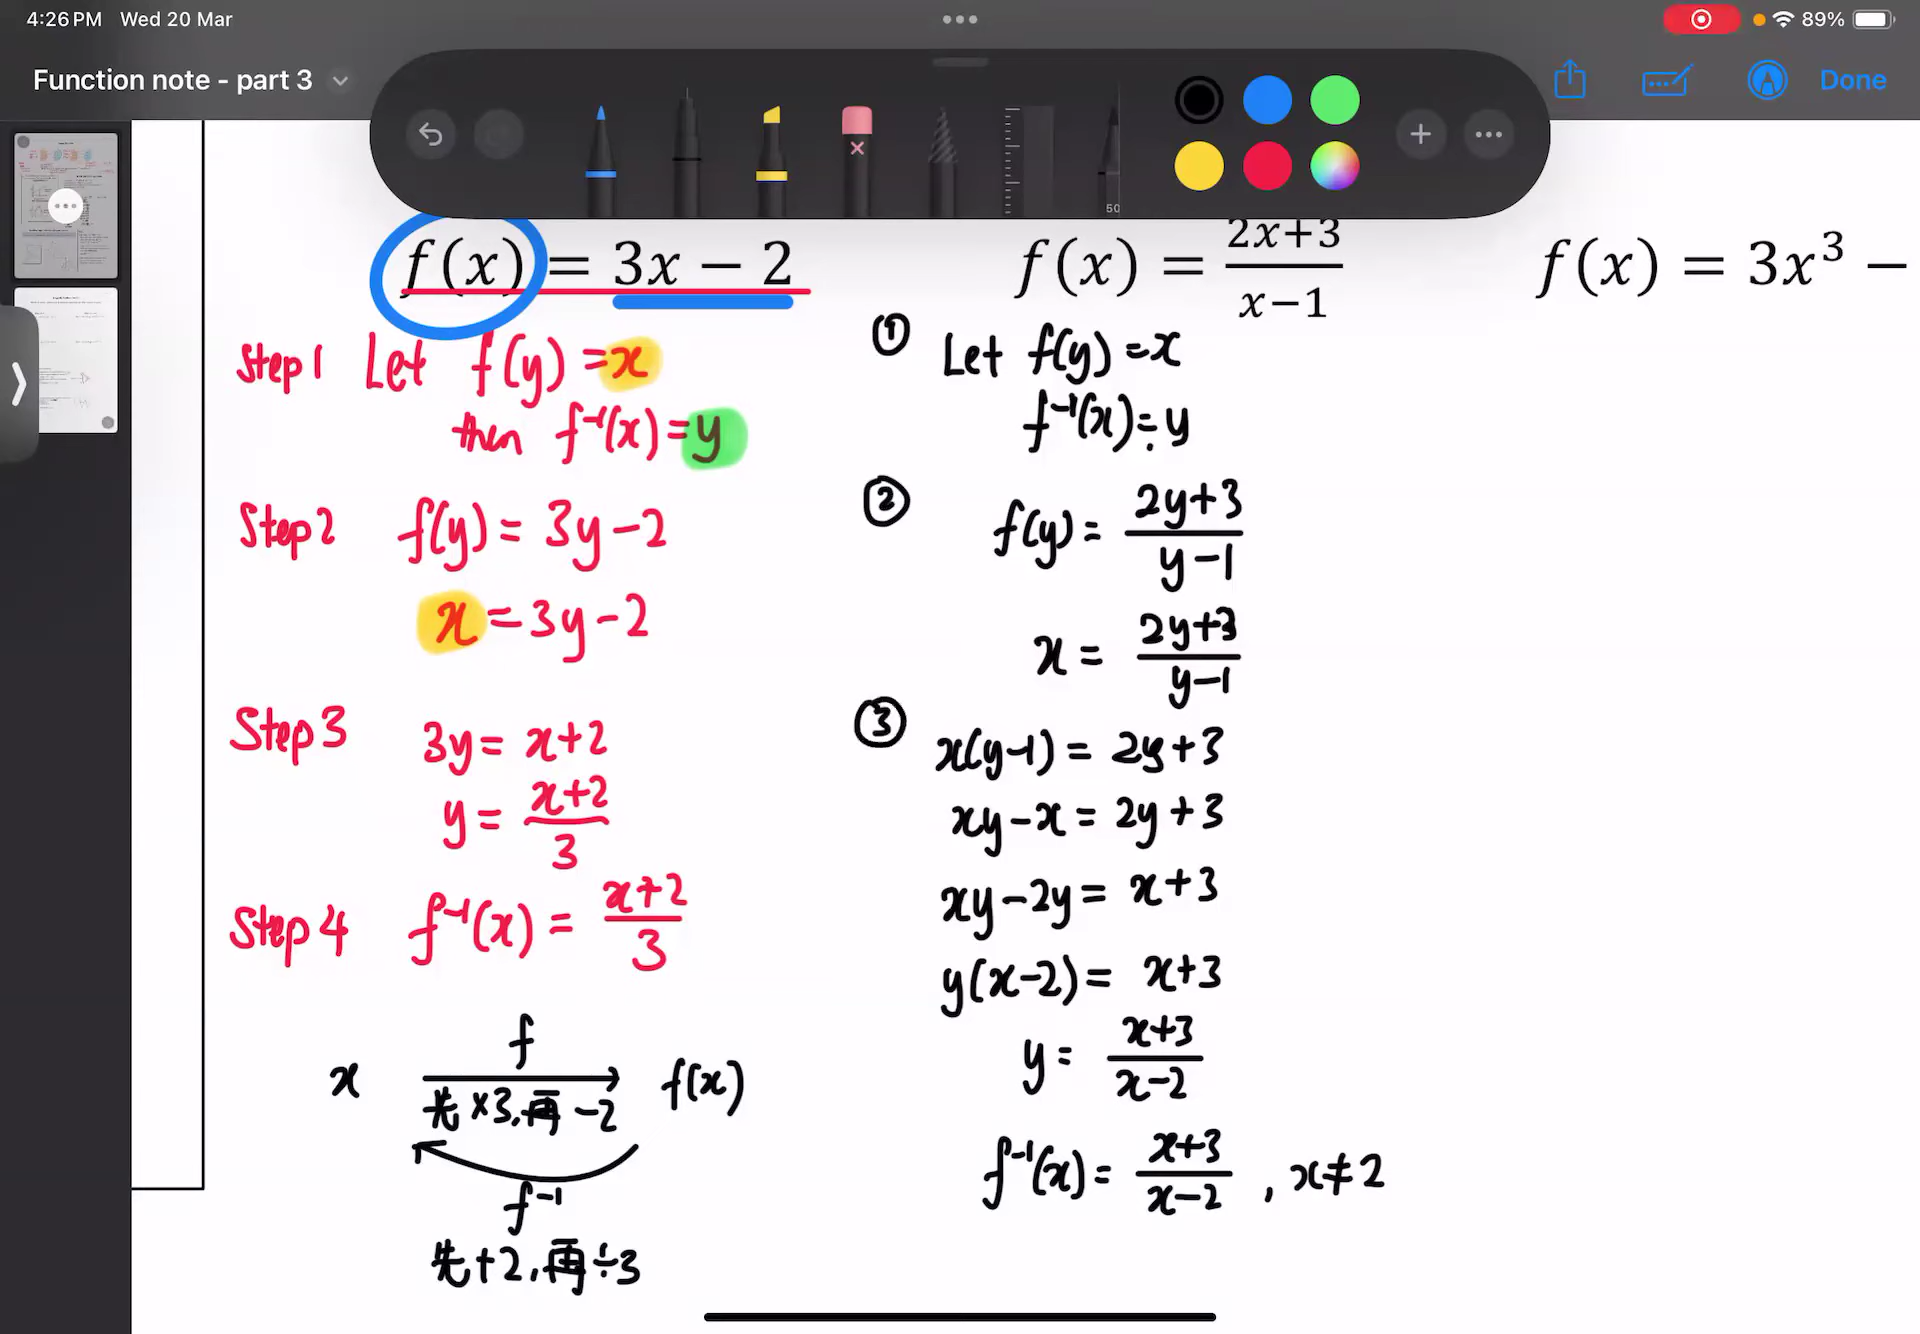 4:26 PM Wed 20 Mar
89%
Function note - part 3
Done
50
f(x) = 3x − 2
Step 1 Let f(y) = x
then f⁻¹(x) = y
Step 2 f(y) = 3y − 2
x = 3y − 2
Step 3 3y = x + 2
y = (x+2)/3
Step 4 f⁻¹(x) = (x+2)/3
f
x f(x)
先 ×3, 再 −2
f⁻¹
先 +2, 再 ÷3
f(x) = (2x+3)/(x−1)
① Let f(y) = x
f⁻¹(x) = y
② f(y) = (2y+3)/(y−1)
x = (2y+3)/(y−1)
③ x(y−1) = 2y + 3
xy − x = 2y + 3
xy − 2y = x + 3
y(x−2) = x + 3
y = (x+3)/(x−2)
f⁻¹(x) = (x+3)/(x−2) , x ≠ 2
f(x) = 3x³ −